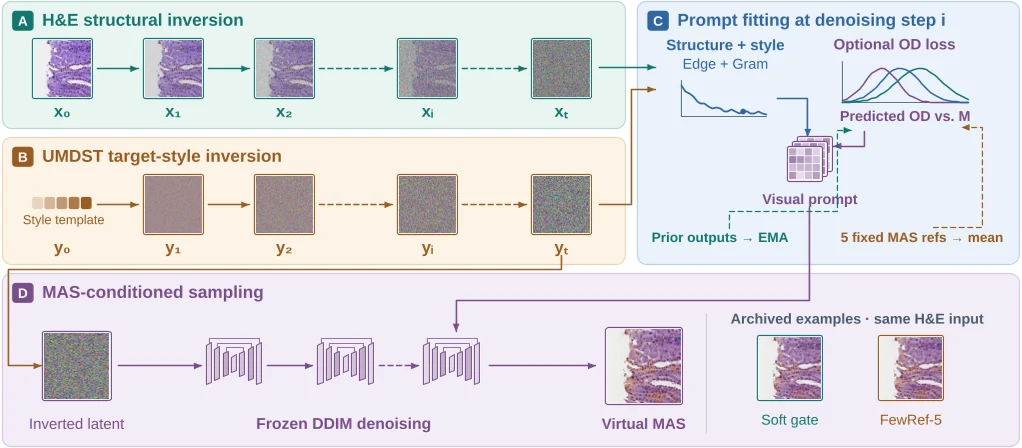 A H&E structural inversion
x₀ x₁ x₂ xᵢ xₜ
B UMDST target-style inversion
Style template
y₀ y₁ y₂ yᵢ yₜ
C Prompt fitting at denoising step i
Structure + style
Edge + Gram
Optional OD loss
Predicted OD vs. M
Visual prompt
Prior outputs → EMA
5 fixed MAS refs → mean
D MAS-conditioned sampling
Inverted latent
Frozen DDIM denoising
Virtual MAS
Archived examples · same H&E input
Soft gate
FewRef-5